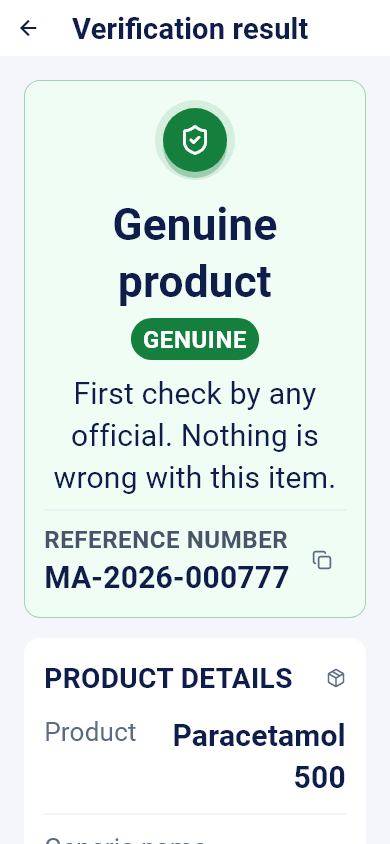 Verification result
Genuine
product
GENUINE
First check by any
official. Nothing is
wrong with this item.
REFERENCE NUMBER
MA-2026-000777
PRODUCT DETAILS
Product
Paracetamol
500